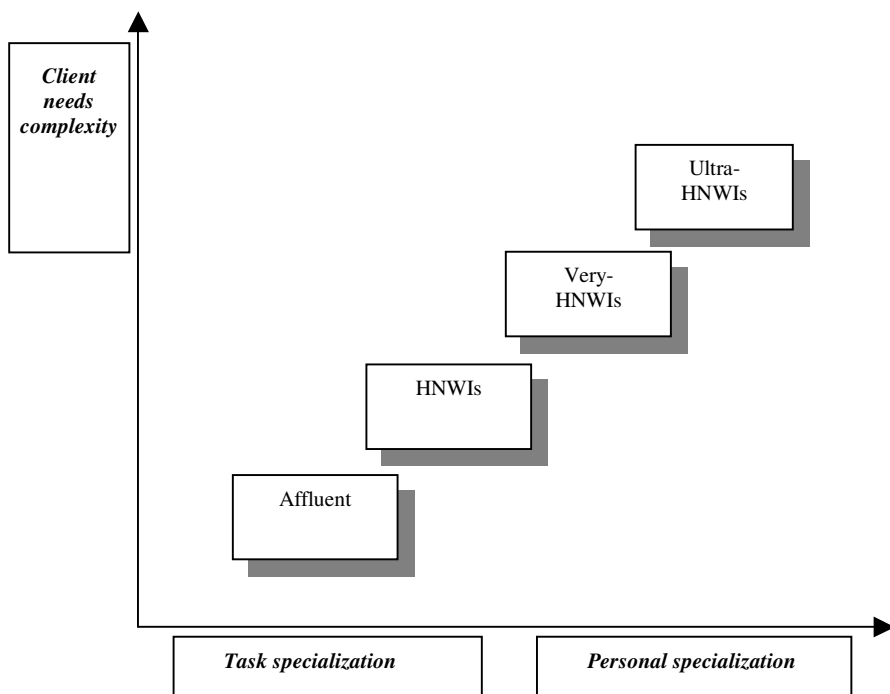 Client
needs
complexity
Ultra-
HNWIs
Very-
HNWIs
HNWIs
Affluent
Task specialization
Personal specialization